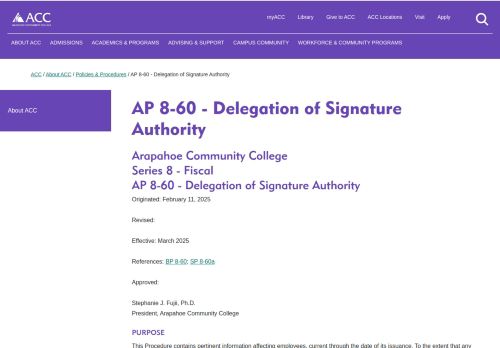 ACC
ARAPAHOE COMMUNITY COLLEGE
myACC Library Give to ACC ACC Locations Visit Apply
ABOUT ACC ADMISSIONS ACADEMICS & PROGRAMS ADVISING & SUPPORT CAMPUS COMMUNITY WORKFORCE & COMMUNITY PROGRAMS
ACC / About ACC / Policies & Procedures / AP 8-60 - Delegation of Signature Authority
About ACC
AP 8-60 - Delegation of Signature
Authority
Arapahoe Community College
Series 8 - Fiscal
AP 8-60 - Delegation of Signature Authority
Originated: February 11, 2025
Revised:
Effective: March 2025
References: BP 8-60; SP 8-60a
Approved:
Stephanie J. Fujii, Ph.D.
President, Arapahoe Community College
PURPOSE
This Procedure contains pertinent information affecting employees, current through the date of its issuance. To the extent that any